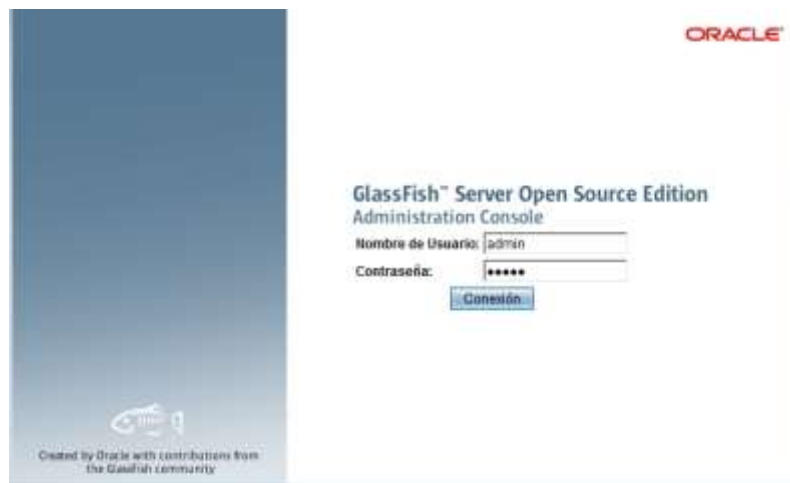 ORACLE
GlassFish™ Server Open Source Edition
Administration Console
Nombre de Usuario: admin
Contraseña: •••••
Conexión
Created by Oracle with contributions from
the GlassFish community